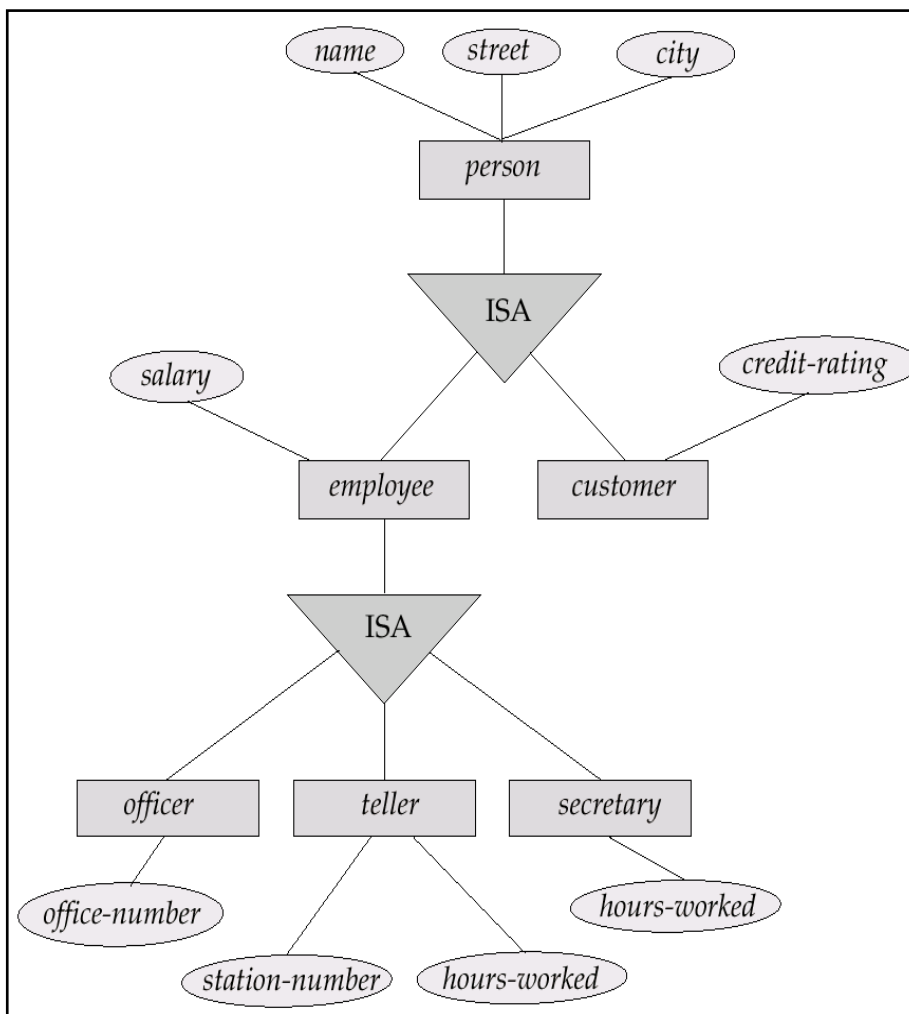 name
street
city
person
ISA
salary
credit-rating
employee
customer
ISA
officer
teller
secretary
office-number
hours-worked
station-number
hours-worked